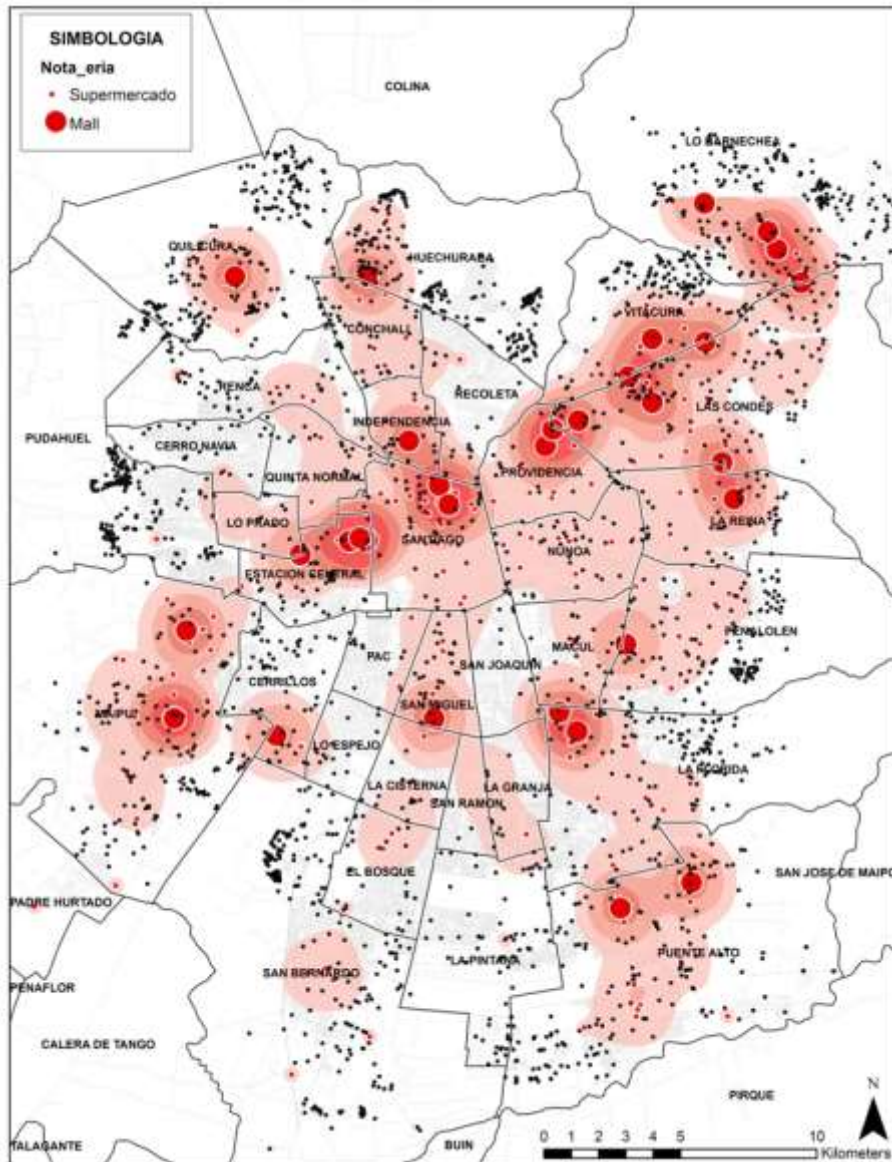 SIMBOLOGIA
Nota_eria
Supermercado
Mall
COLINA
LO BARNECHEA
QUILICURA
HUECHURABA
VITACURA
CONCHALI
RENCA
RECOLETA
LAS CONDES
INDEPENDENCIA
PUDAHUEL
CERRO NAVIA
QUINTA NORMAL
PROVIDENCIA
LO PRADO
LA REINA
SANTIAGO
ÑUÑOA
ESTACION CENTRAL
PEÑALOLEN
MACUL
PAC
SAN JOAQUIN
CERRILLOS
MAIPU
SAN MIGUEL
LO ESPEJO
LA FLORIDA
LA CISTERNA
LA GRANJA
SAN RAMON
EL BOSQUE
SAN JOSE DE MAIPO
PADRE HURTADO
PUENTE ALTO
LA PINTANA
SAN BERNARDO
PEÑAFLOR
CALERA DE TANGO
PIRQUE
N
TALAGANTE
BUIN
0 1 2 3 4 5 10
Kilometers